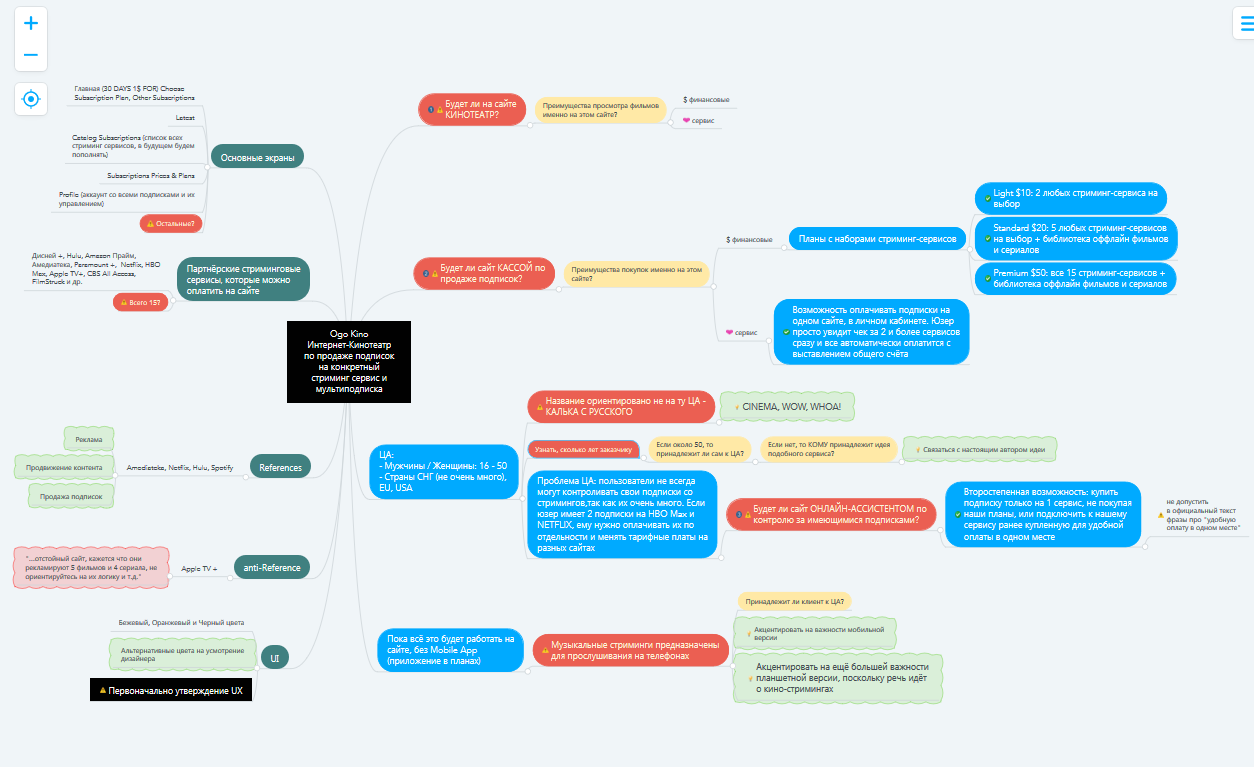 Главная (30 DAYS 1$ FOR) Choose
Subscription Plan, Other Subscriptions
Latest
Catalog Subscriptions (список всех
стриминг сервисов, в будущем будем
пополнять)
Subscriptions Prices & Plans
Profile (аккаунт со всеми подписками и их
управлением)
Остальные?
Основные экраны
Дисней +, Hulu, Amazon Прайм,
Амедиатека, Paramount +, Netflix, HBO
Max, Apple TV+, CBS All Access,
FilmStruck и др.
Всего 15?
Партнёрские стриминговые
сервисы, которые можно
оплатить на сайте
Ogo Kino
Интернет-Кинотеатр
по продаже подписок
на конкретный
стриминг сервис и
мультиподписка
Реклама
Продвижение контента
Продажа подписок
Amediateka, Netflix, Hulu, Spotify
References
"...отстойный сайт, кажется что они
рекламируют 5 фильмов и 4 сериала, не
ориентируйтесь на их логику и т.д."
Apple TV +
anti-Reference
Бежевый, Оранжевый и Черный цвета
Альтернативные цвета на усмотрение
дизайнера
Первоначально утверждение UX
UI
Будет ли на сайте
КИНОТЕАТР?
Преимущества просмотра фильмов
именно на этом сайте?
$ финансовые
сервис
Будет ли сайт КАССОЙ по
продаже подписок?
Преимущества покупок именно на этом
сайте?
$ финансовые
Планы с наборами стриминг-сервисов
Light $10: 2 любых стриминг-сервиса на
выбор
Standard $20: 5 любых стриминг-сервисов
на выбор + библиотека оффлайн фильмов
и сериалов
Premium $50: все 15 стриминг-сервисов +
библиотека оффлайн фильмов и сериалов
сервис
Возможность оплачивать подписки на
одном сайте, в личном кабинете. Юзер
просто увидит чек за 2 и более сервисов
сразу и все автоматически оплатится с
выставлением общего счёта
ЦА:
- Мужчины / Женщины: 16 - 50
- Страны СНГ (не очень много),
EU, USA
Название ориентировано не на ту ЦА -
КАЛЬКА С РУССКОГО
CINEMA, WOW, WHOA!
Узнать, сколько лет заказчику
Если около 50, то
принадлежит ли сам к ЦА?
Если нет, то КОМУ принадлежит идея
подобного сервиса?
Связаться с настоящим автором идеи
Проблема ЦА: пользователи не всегда
могут контролиvать свои подписки со
стримингов,так как их очень много. Если
юзер имеет 2 подписки на HBO Max и
NETFLIX, ему нужно оплачивать их по
отдельности и менять тарифные платы на
разных сайтах
Будет ли сайт ОНЛАЙН-АССИСТЕНТОМ по
контролю за имеющимися подписками?
Второстепенная возможность: купить
подписку только на 1 сервис, не покупая
наши планы, или подключить к нашему
сервису ранее купленную для удобной
оплаты в одном месте
не допустить
в официальный текст
фразы про "удобную
оплату в одном месте"
Пока всё это будет работать на
сайте, без Mobile App
(приложение в планах)
Музыкальные стриминги предназначены
для прослушивания на телефонах
Принадлежит ли клиент к ЦА?
Акцентировать на важности мобильной
версии
Акцентировать на ещё большей важности
планшетной версии, поскольку речь идёт
о кино-стримингах